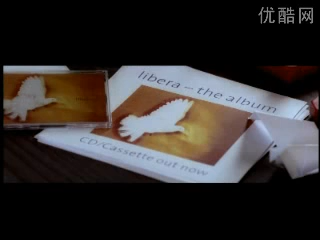 优酷网
libera – the album
CD/Cassette out now